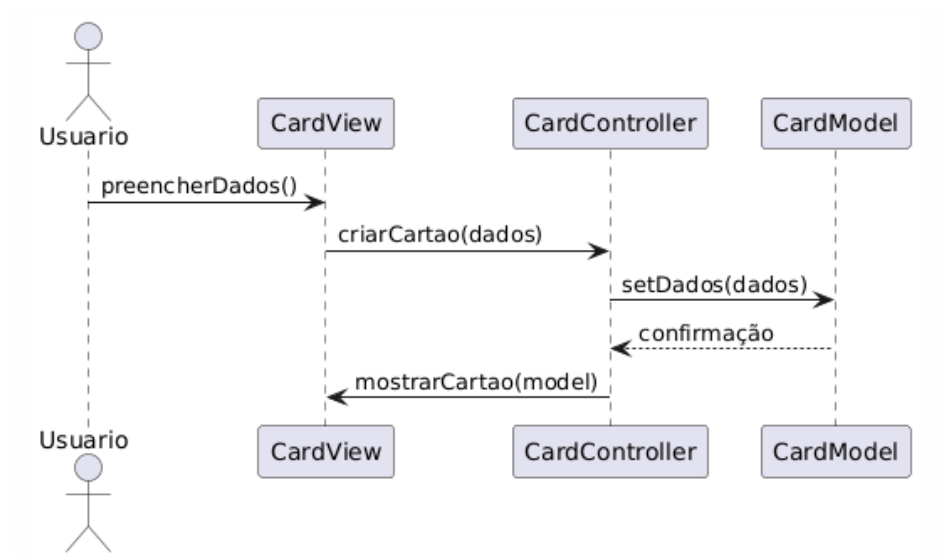 Usuario
CardView
CardController
CardModel
preencherDados()
criarCartao(dados)
setDados(dados)
confirmação
mostrarCartao(model)
Usuario
CardView
CardController
CardModel